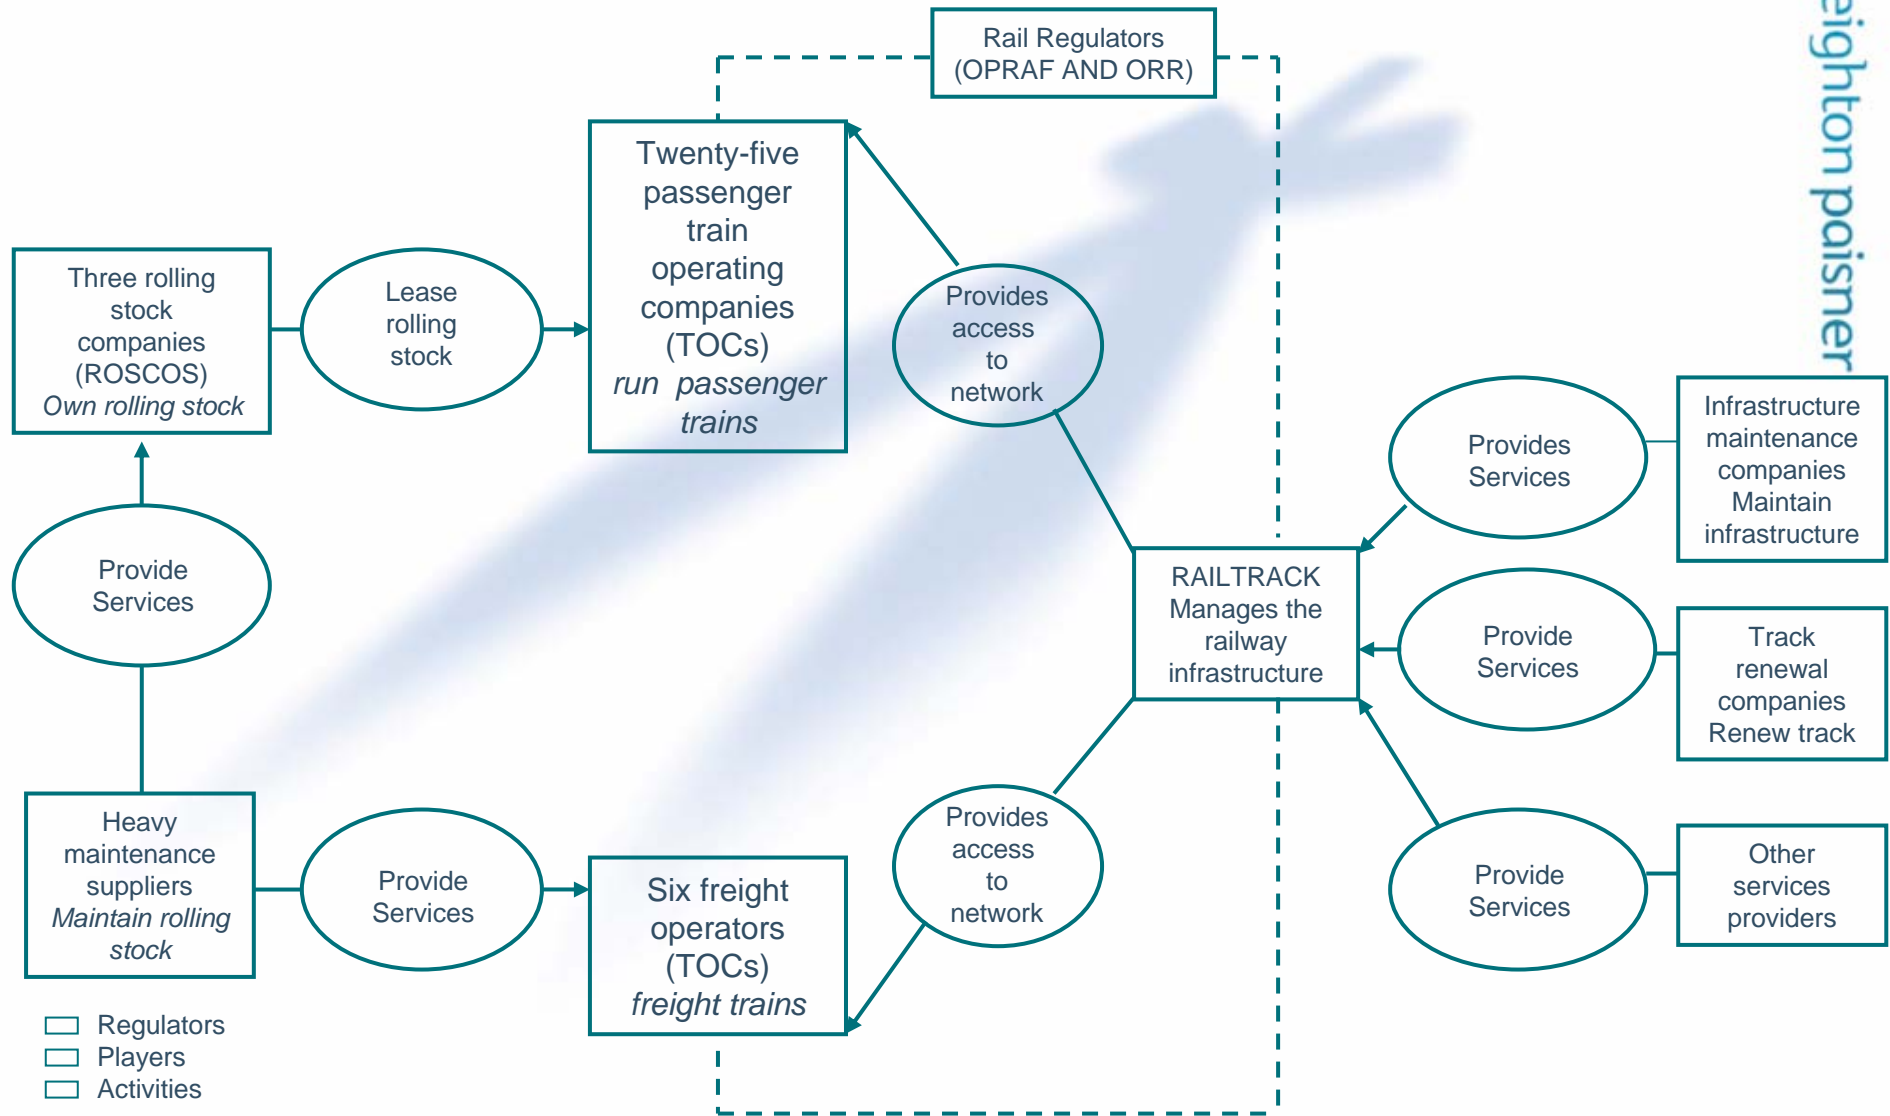 Rail Regulators
(OPRAF AND ORR)
eighton paisner
Twenty-five
passenger
train
operating
companies
(TOCs)
run passenger
trains
Three rolling
stock
companies
(ROSCOS)
Own rolling stock
Lease
rolling
stock
Provides
access
to
network
Provides
Services
Infrastructure
maintenance
companies
Maintain
infrastructure
Provide
Services
RAILTRACK
Manages the
railway
infrastructure
Provide
Services
Track
renewal
companies
Renew track
Heavy
maintenance
suppliers
Maintain rolling
stock
Provide
Services
Six freight
operators
(TOCs)
freight trains
Provides
access
to
network
Provide
Services
Other
services
providers
Regulators
Players
Activities